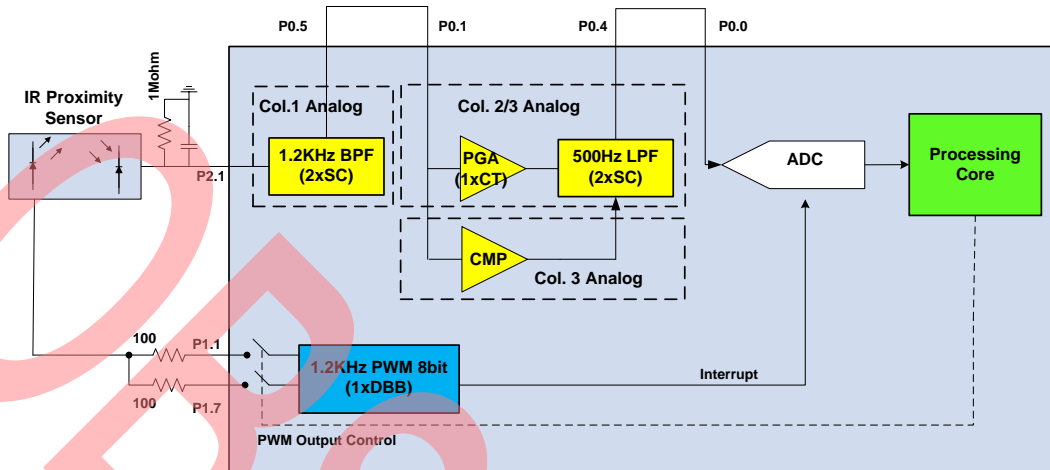 P0.5
P0.1
P0.4
P0.0
IR Proximity
Sensor
1Mohm
P2.1
Col.1 Analog
1.2KHz BPF
(2xSC)
Col. 2/3 Analog
PGA
(1xCT)
500Hz LPF
(2xSC)
ADC
Processing
Core
CMP
Col. 3 Analog
100
P1.1
100
P1.7
1.2KHz PWM 8bit
(1xDBB)
Interrupt
PWM Output Control